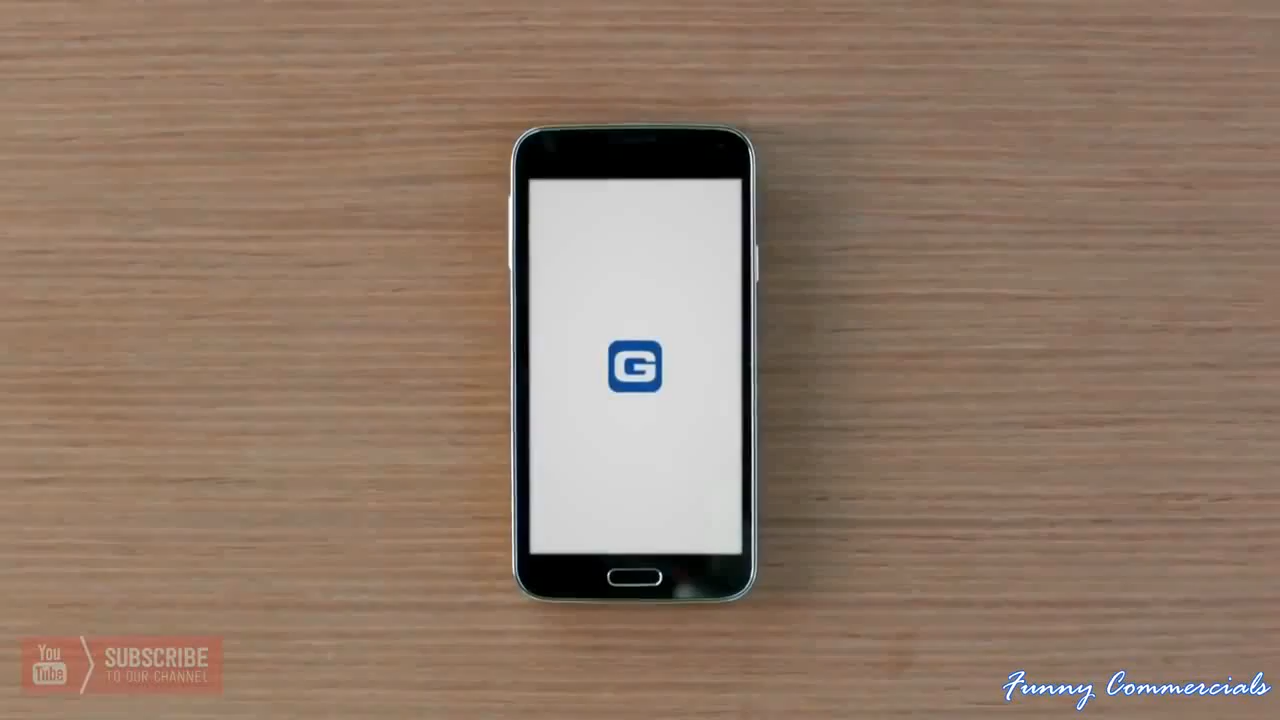 G
You
Tube
SUBSCRIBE
TO OUR CHANNEL
Funny Commercials